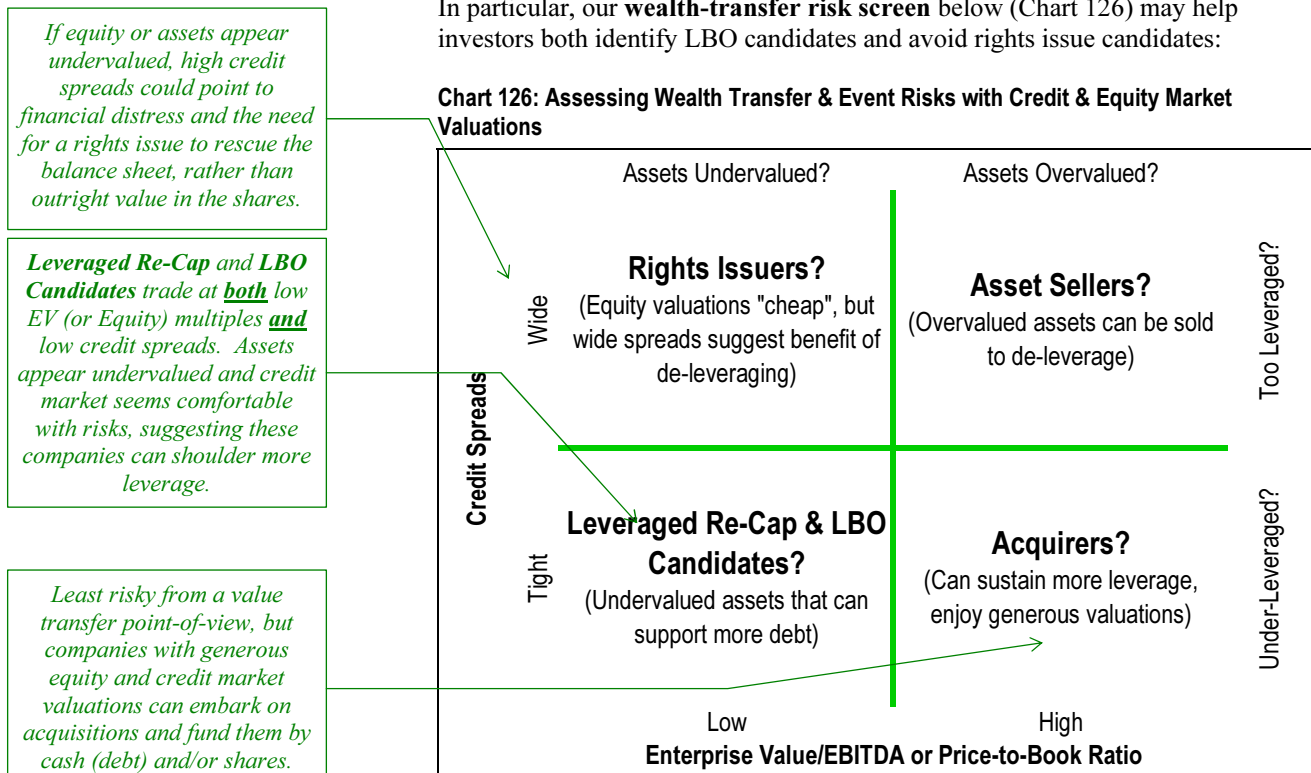 In particular, our wealth-transfer risk screen below (Chart 126) may help
investors both identify LBO candidates and avoid rights issue candidates:
If equity or assets appear
undervalued, high credit
spreads could point to
financial distress and the need
for a rights issue to rescue the
balance sheet, rather than
outright value in the shares.
Leveraged Re-Cap and LBO
Candidates trade at both low
EV (or Equity) multiples and
low credit spreads. Assets
appear undervalued and credit
market seems comfortable
with risks, suggesting these
companies can shoulder more
leverage.
Least risky from a value
transfer point-of-view, but
companies with generous
equity and credit market
valuations can embark on
acquisitions and fund them by
cash (debt) and/or shares.
Chart 126: Assessing Wealth Transfer & Event Risks with Credit & Equity Market
Valuations
Assets Undervalued?
Assets Overvalued?
Credit Spreads
Wide
Rights Issuers?
(Equity valuations "cheap", but
wide spreads suggest benefit of
de-leveraging)
Asset Sellers?
(Overvalued assets can be sold
to de-leverage)
Too Leveraged?
Tight
Leveraged Re-Cap & LBO
Candidates?
(Undervalued assets that can
support more debt)
Acquirers?
(Can sustain more leverage,
enjoy generous valuations)
Under-Leveraged?
Low
High
Enterprise Value/EBITDA or Price-to-Book Ratio